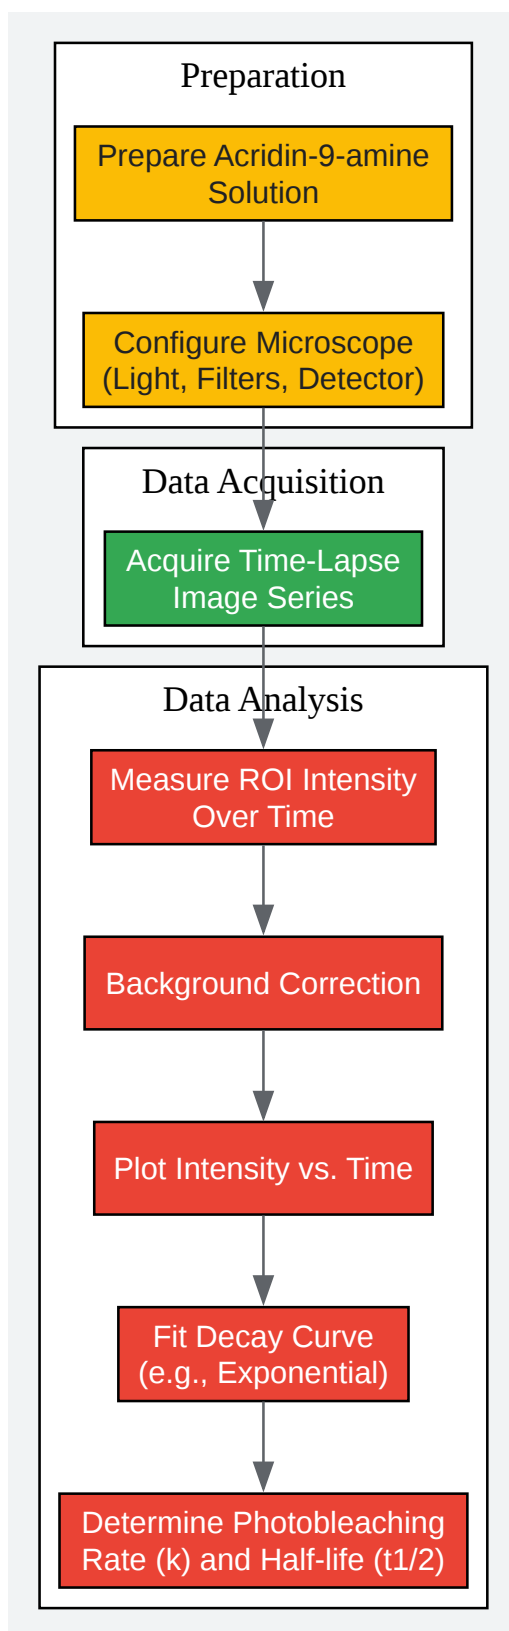 Preparation
Prepare Acridin-9-amine
Solution
Configure Microscope
(Light, Filters, Detector)
Data Acquisition
Acquire Time-Lapse
Image Series
Data Analysis
Measure ROI Intensity
Over Time
Background Correction
Plot Intensity vs. Time
Fit Decay Curve
(e.g., Exponential)
Determine Photobleaching
Rate (k) and Half-life (t1/2)